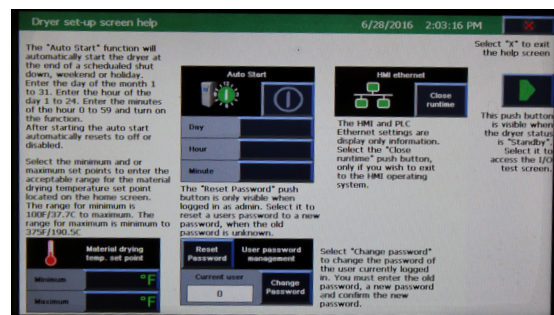 Dryer set-up screen help
6/28/2016 2:03:16 PM
X
The "Auto Start" function will
automatically start the dryer at
the end of a schedualed shut
down, weekend or holiday.
Enter the day of the month 1
to 31. Enter the hour of the
day 1 to 24. Enter the minutes
of the hour 0 to 59 and turn on
the function.
After starting the auto start
automatically resets to off or
disabled.
Select the minimum and or
maximum set points to enter the
acceptable range for the material
drying temperature set point
located on the home screen.
The range for minimum is
100F/37.7C to maximum. The
range for maximum is minimum to
375F/190.5C
Material drying
temp. set point
Minimum °F
Maximum °F
Auto Start
Day
Hour
Minute
The "Reset Password" push
button is only visible when
logged in as admin. Select it to
reset a users password to a new
password, when the old
password is unknown.
Reset
Password
User password
management
Current user
0
Change
Password
HMI ethernet
Close
runtime
The HMI and PLC
Ethernet settings are
display only information.
Select the "Close
runtime" push button,
only if you wish to exit
to the HMI operating
system.
Select "Change password"
to change the password of
the user currently logged
in. You must enter the old
password, a new password
and confirm the new
password.
Select "X" to exit
the help screen
This push button
is visible when
the dryer status
is "Standby".
Select it to
access the I/O
test screen.